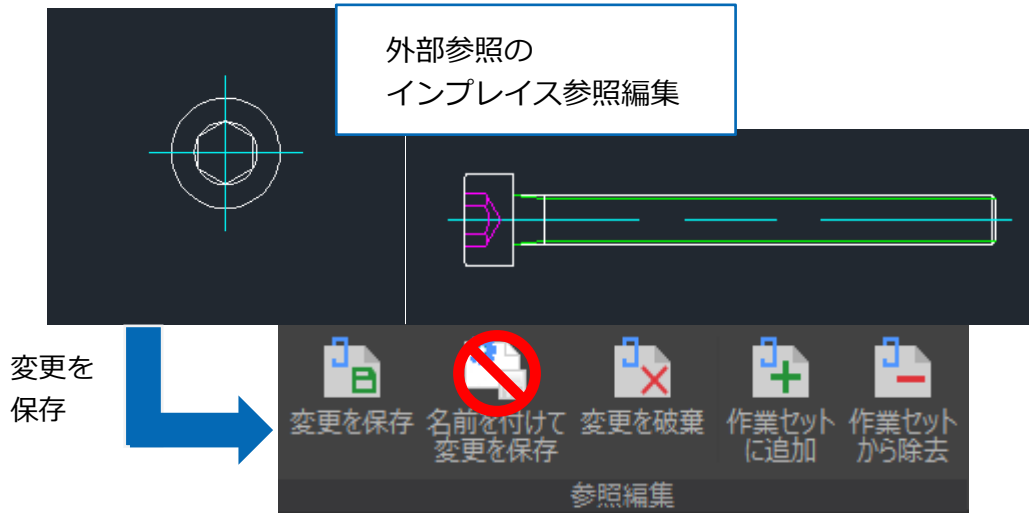 外部参照の
インプレイス参照編集
変更を
保存
変更を保存
名前を付けて
変更を保存
変更を破棄
作業セット
に追加
作業セット
から除去
参照編集